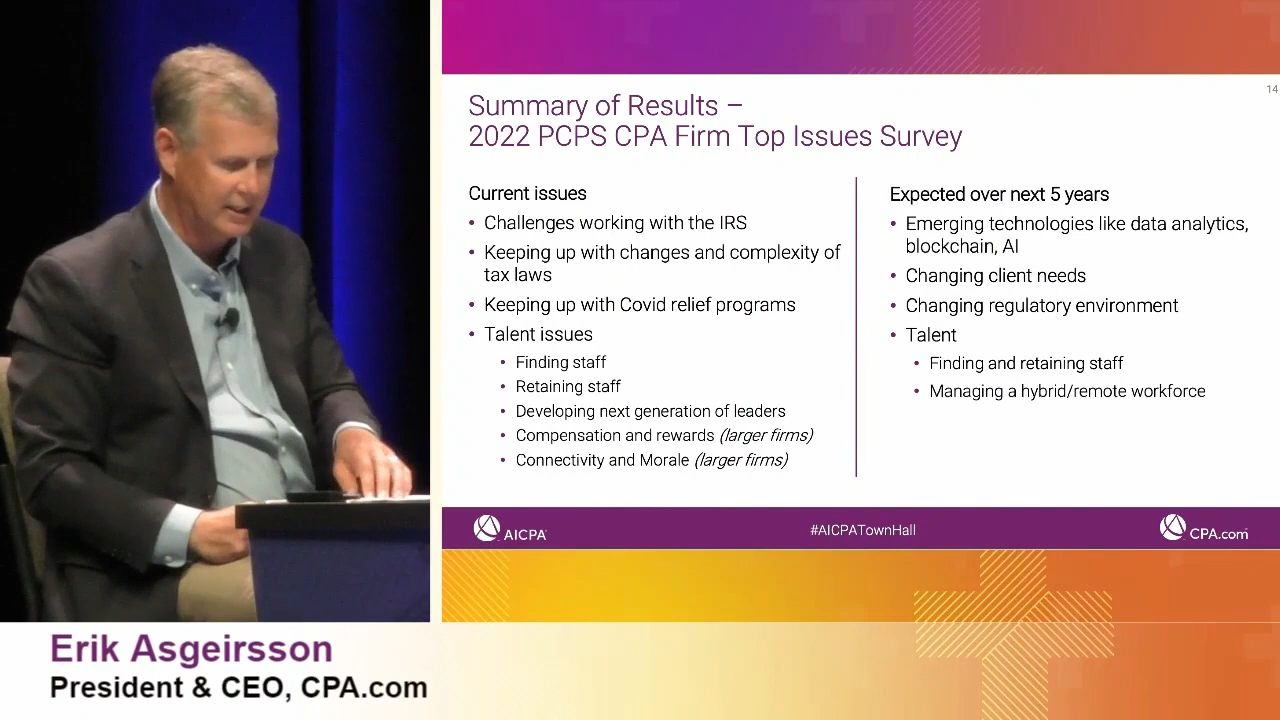 14
Summary of Results –
2022 PCPS CPA Firm Top Issues Survey
Current issues
• Challenges working with the IRS
• Keeping up with changes and complexity of
tax laws
• Keeping up with Covid relief programs
• Talent issues
• Finding staff
• Retaining staff
• Developing next generation of leaders
• Compensation and rewards (larger firms)
• Connectivity and Morale (larger firms)
Expected over next 5 years
• Emerging technologies like data analytics,
blockchain, AI
• Changing client needs
• Changing regulatory environment
• Talent
• Finding and retaining staff
• Managing a hybrid/remote workforce
AICPA
#AICPATownHall
CPA.com
Erik Asgeirsson
President & CEO, CPA.com